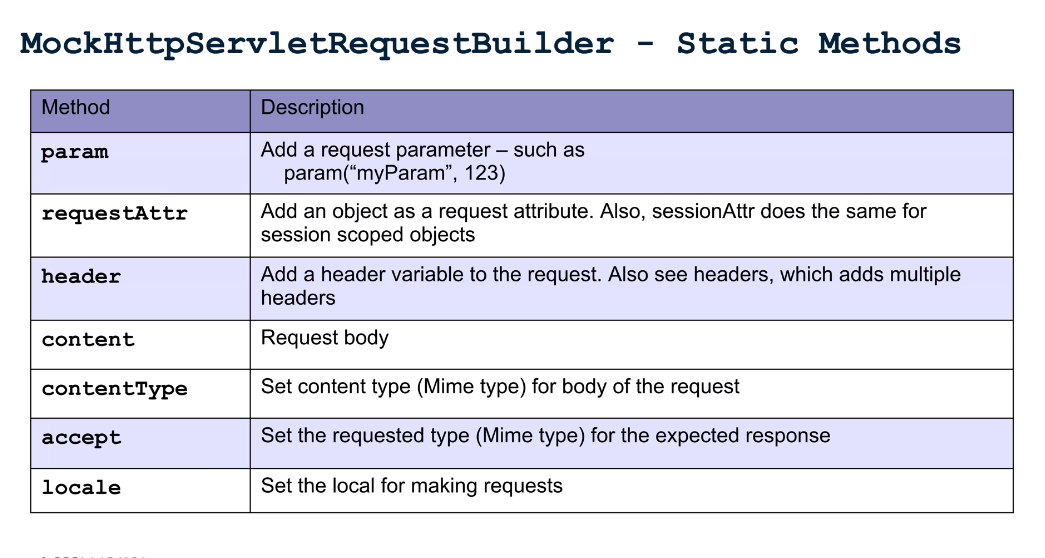 MockHttpServletRequestBuilder - Static Methods
Method Description
param Add a request parameter – such as
param(“myParam”, 123)
requestAttr Add an object as a request attribute. Also, sessionAttr does the same for
session scoped objects
header Add a header variable to the request. Also see headers, which adds multiple
headers
content Request body
contentType Set content type (Mime type) for body of the request
accept Set the requested type (Mime type) for the expected response
locale Set the local for making requests